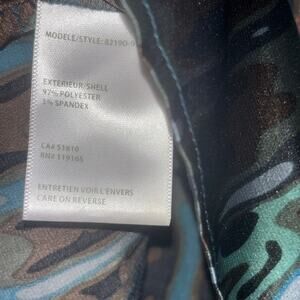 MODELE/STYLE: 82190-9
EXTERIEUR/SHELL
97% POLYESTER
3% SPANDEX
CA# 53810
RN# 119165
ENTRETIEN VOIR L'ENVERS
CARE ON REVERSE